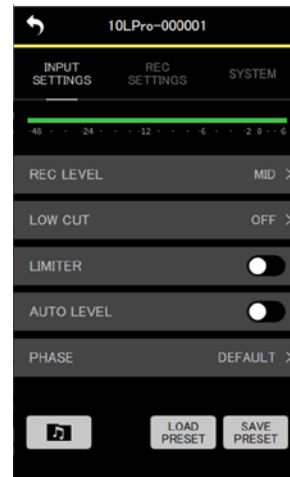 10LPro-000001
INPUT SETTINGS REC SETTINGS SYSTEM
-48 - - -24 - - -12 - - - -6 - - -2 0 - - 6
REC LEVEL MID >
LOW CUT OFF >
LIMITER
AUTO LEVEL
PHASE DEFAULT >
LOAD PRESET SAVE PRESET